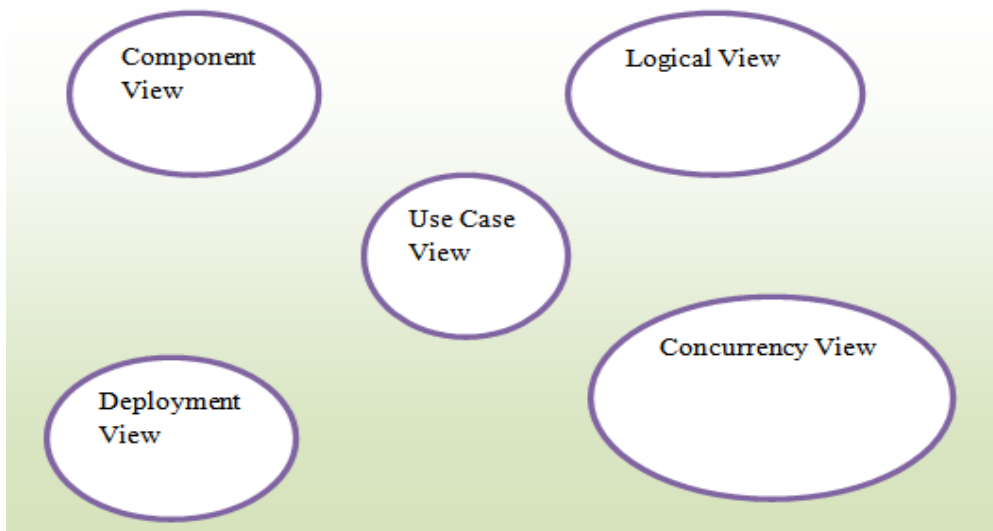 Component
View
Logical View
Use Case
View
Concurrency View
Deployment
View